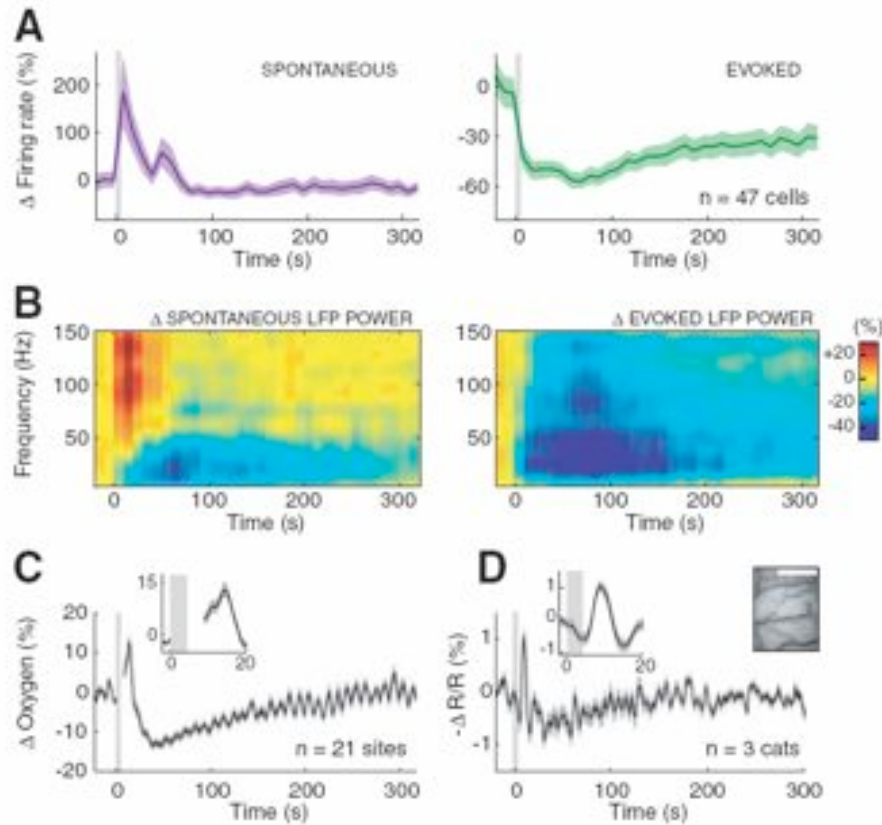 A
SPONTANEOUS
Δ Firing rate (%)
200
100
0
0 100 200 300
Time (s)
EVOKED
0
-30
-60
n = 47 cells
0 100 200 300
Time (s)
B
Δ SPONTANEOUS LFP POWER
Frequency (Hz)
150
100
50
0 100 200 300
Time (s)
Δ EVOKED LFP POWER
150
100
50
0 100 200 300
Time (s)
(%)
+20
0
-20
-40
C
Δ Oxygen (%)
20
10
0
-10
-20
15
0
0 20
n = 21 sites
0 100 200 300
Time (s)
D
-Δ R/R (%)
1
0
-1
1
0
-1
0 20
n = 3 cats
0 100 200 300
Time (s)